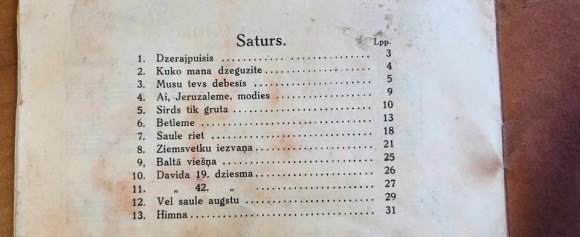 Saturs.
Lpp.
1. Dzerajpuisis .................... 3
2. Kuko mana dzeguzite .................... 4
3. Musu tevs debesis .................... 5
4. Ai, Jeruzaleme, modies .................... 9
5. Sirds tik gruta .................... 10
6. Betleme .................... 13
7. Saule riet .................... 18
8. Ziemsvetku iezvaņa .................... 21
9, Baltā viešņa .................... 25
10. Davida 19. dziesma .................... 26
11. „ 42. „ .................... 27
12. Vel saule augstu .................... 29
13. Himna .................... 31